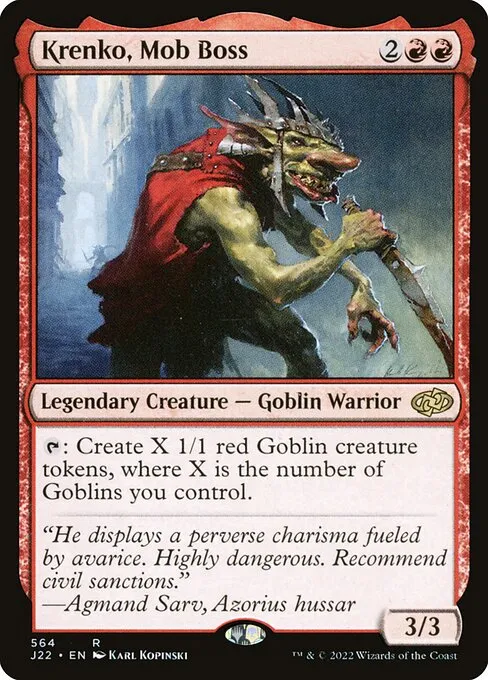 Krenko, Mob Boss 2
Legendary Creature — Goblin Warrior
: Create X 1/1 red Goblin creature
tokens, where X is the number of
Goblins you control.
“He displays a perverse charisma fueled
by avarice. Highly dangerous. Recommend
civil sanctions.”
—Agmand Sarv, Azorius hussar
3/3
564 R
J22 • EN Karl Kopinski
™ & © 2022 Wizards of the Coast